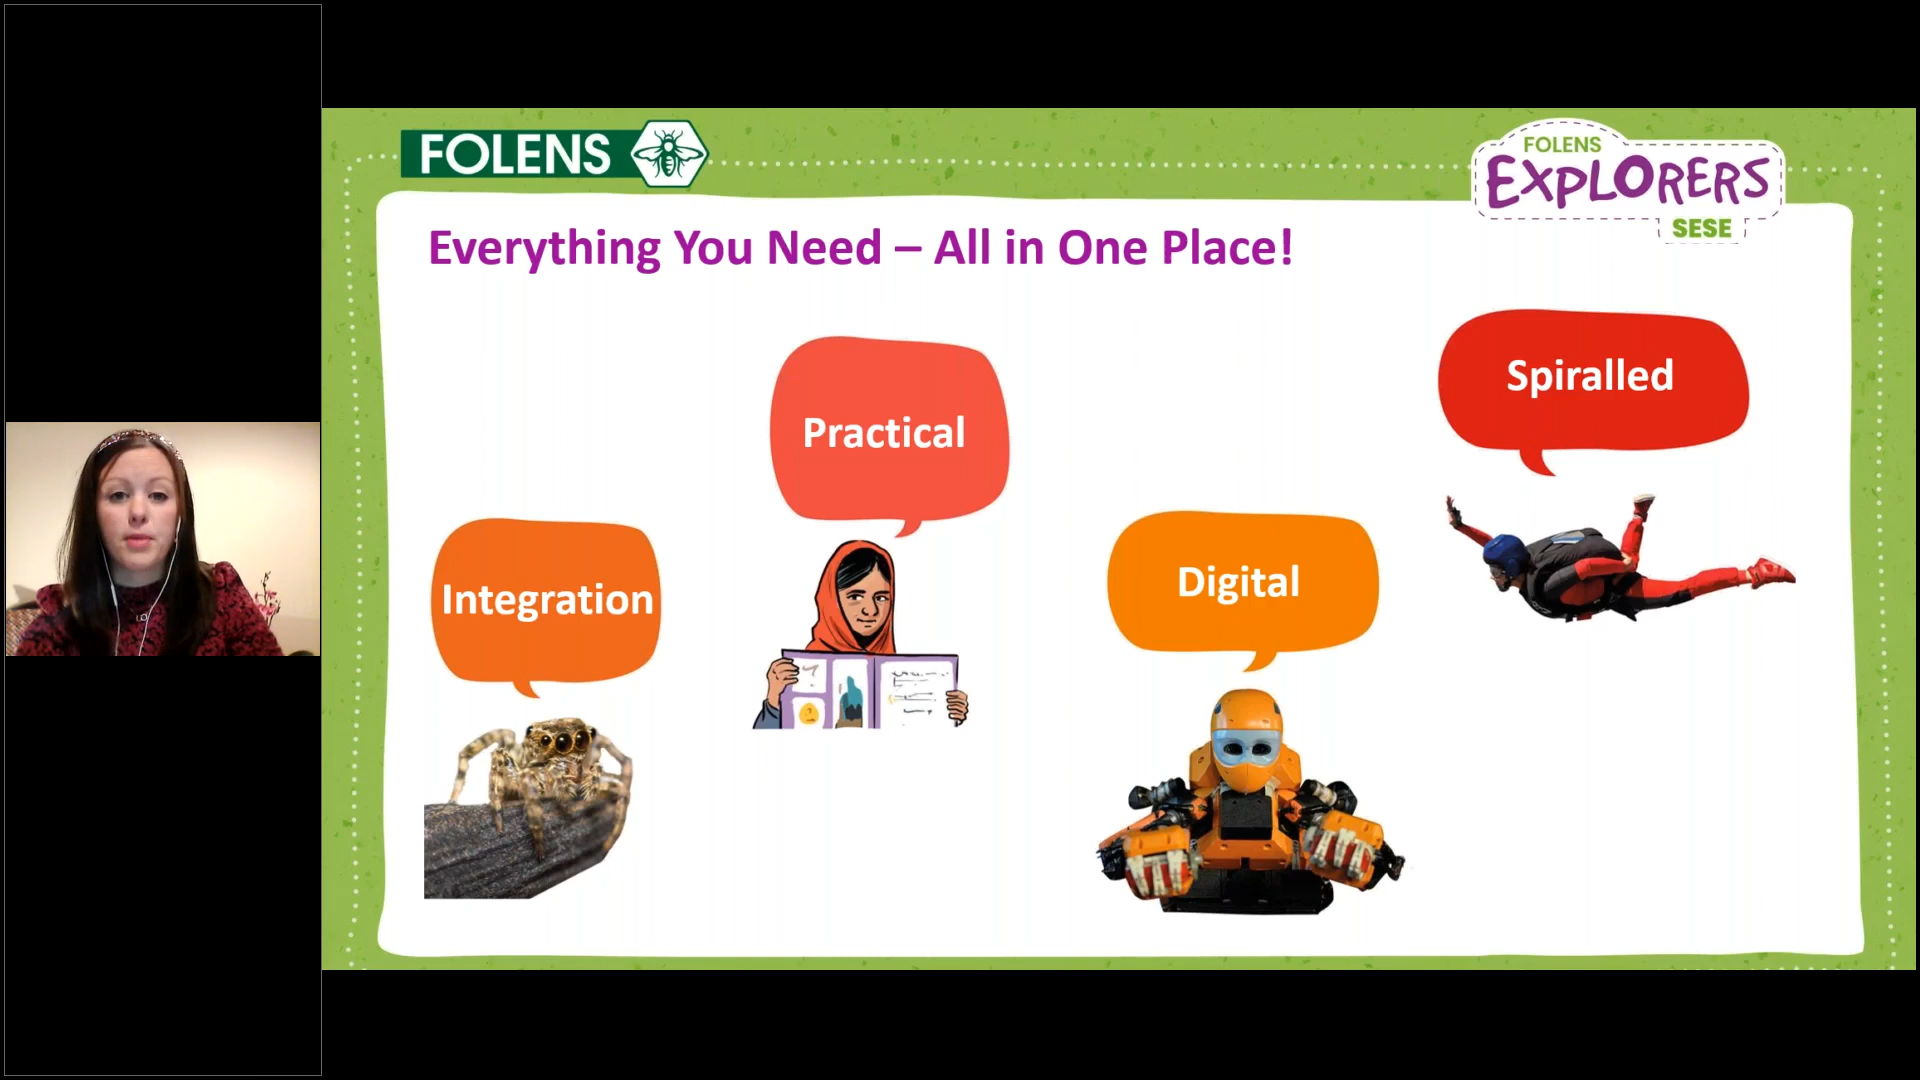 FOLENS
FOLENS
EXPLORERS
SESE
Everything You Need – All in One Place!
Spiralled
Practical
Digital
Integration